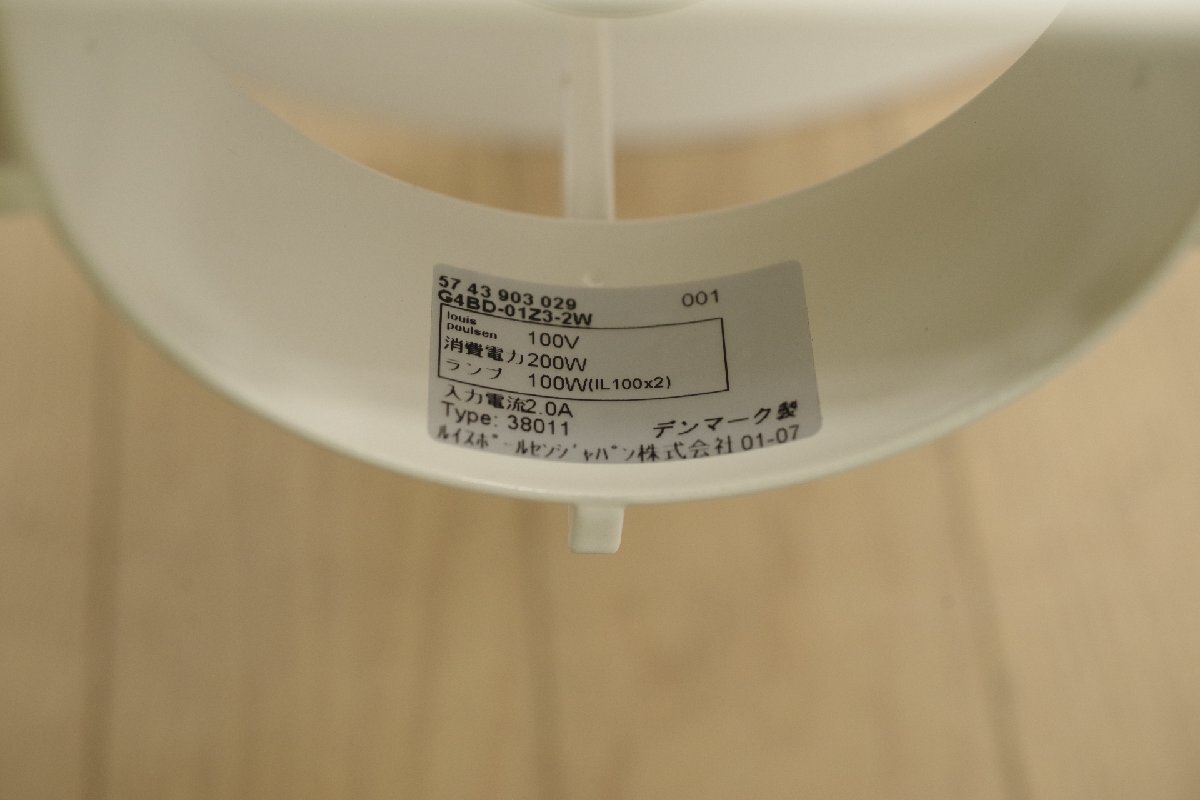 57 43 903 029 001
G4BD-01Z3-2W
louis
poulsen
100V
消費電力 200W
ランプ 100W(IL100x2)
入力電流2.0A
Type: 38011 デンマーク製
ルイスポールセンジャパン株式会社 01-07